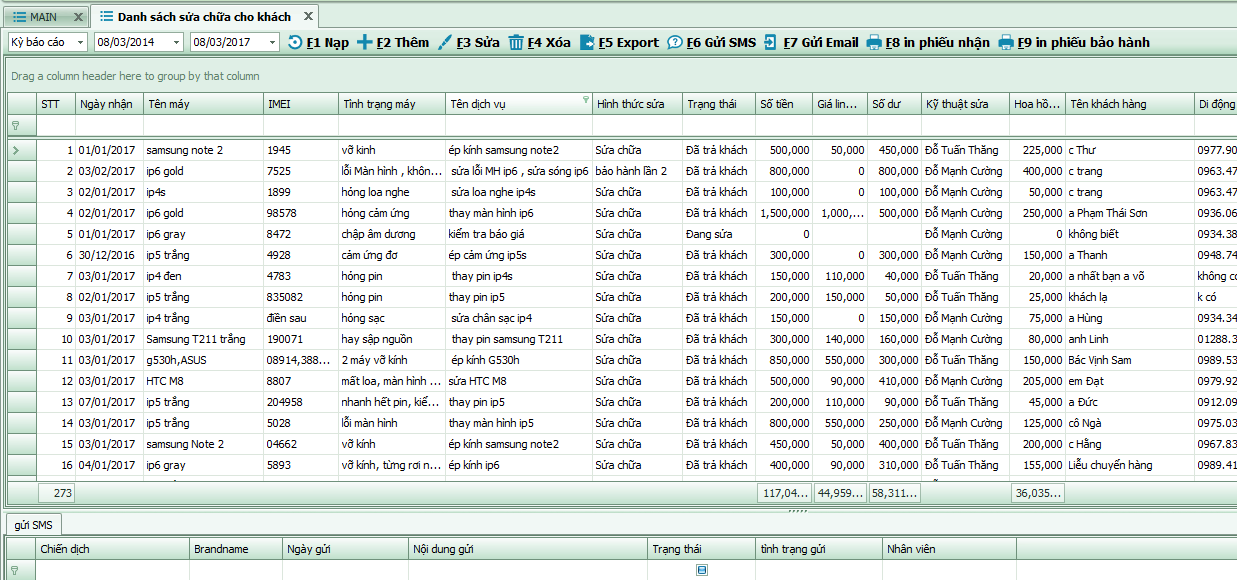 MAIN X Danh sách sửa chữa cho khách X
Kỳ báo cáo 08/03/2014 08/03/2017 F1 Nạp F2 Thêm F3 Sửa F4 Xóa F5 Export F6 Gửi SMS F7 Gửi Email F8 in phiếu nhận F9 in phiếu bảo hành
Drag a column header here to group by that column
STT Ngày nhận Tên máy IMEI Tình trạng máy Tên dịch vụ Hình thức sửa Trạng thái Số tiền Giá lin... Số dư Kỹ thuật sửa Hoa hồ... Tên khách hàng Di động
1 01/01/2017 samsung note 2 1945 vỡ kinh ép kính samsung note2 Sửa chữa Đã trả khách 500,000 50,000 450,000 Đỗ Tuấn Thăng 225,000 c Thư 0977.90
2 03/02/2017 ip6 gold 7525 lỗi Màn hình , khôn... sửa lỗi MH ip6 , sửa sóng ip6 bảo hành lần 2 Đã trả khách 800,000 0 800,000 Đỗ Mạnh Cường 400,000 c trang 0963.47
3 02/01/2017 ip4s 1899 hỏng loa nghe sửa loa nghe ip4s Sửa chữa Đã trả khách 100,000 0 100,000 Đỗ Mạnh Cường 50,000 c trang 0963.47
4 02/01/2017 ip6 gold 98578 hỏng cảm ứng thay màn hình ip6 Sửa chữa Đã trả khách 1,500,000 1,000,... 500,000 Đỗ Mạnh Cường 250,000 a Phạm Thái Sơn 0936.06
5 01/01/2017 ip6 gray 8472 chập âm dương kiểm tra báo giá Sửa chữa Đang sửa 0 Đỗ Mạnh Cường 0 không biết 0934.38
6 30/12/2016 ip5 trắng 4928 cảm ứng đơ ép cảm ứng ip5s Sửa chữa Đã trả khách 300,000 0 300,000 Đỗ Mạnh Cường 150,000 a Thanh 0948.74
7 03/01/2017 ip4 đen 4783 hỏng pin thay pin ip4s Sửa chữa Đã trả khách 150,000 110,000 40,000 Đỗ Tuấn Thăng 20,000 a nhất bạn a võ không có
8 02/01/2017 ip5 trắng 835082 hỏng pin thay pin ip5 Sửa chữa Đã trả khách 200,000 150,000 50,000 Đỗ Tuấn Thăng 25,000 khách lạ k có
9 03/01/2017 ip4 trắng điền sau hỏng sạc sửa chân sạc ip4 Sửa chữa Đã trả khách 150,000 0 150,000 Đỗ Mạnh Cường 75,000 a Hùng 0934.34
10 03/01/2017 Samsung T211 trắng 190071 hay sập nguồn thay pin samsung T211 Sửa chữa Đã trả khách 300,000 140,000 160,000 Đỗ Mạnh Cường 80,000 anh Linh 01288.3
11 03/01/2017 g530h,ASUS 08914,388... 2 máy vỡ kính ép kính G530h Sửa chữa Đã trả khách 850,000 550,000 300,000 Đỗ Tuấn Thăng 150,000 Bác Vịnh Sam 0989.53
12 03/01/2017 HTC M8 8807 mất loa, màn hình ... sửa HTC M8 Sửa chữa Đã trả khách 500,000 90,000 410,000 Đỗ Mạnh Cường 205,000 em Đạt 0979.92
13 07/01/2017 ip5 trắng 204958 nhanh hết pin, kiể... thay pin ip5 Sửa chữa Đã trả khách 200,000 110,000 90,000 Đỗ Mạnh Cường 45,000 a Đức 0912.09
14 03/01/2017 ip5 trắng 5028 lỗi màn hình thay màn hình ip5 Sửa chữa Đã trả khách 800,000 550,000 250,000 Đỗ Mạnh Cường 125,000 cô Ngà 0975.03
15 03/01/2017 samsung Note 2 04662 vỡ kính ép kính samsung note2 Sửa chữa Đã trả khách 450,000 50,000 400,000 Đỗ Tuấn Thăng 200,000 c Hằng 0967.83
16 04/01/2017 ip6 gray 5893 vỡ kính, từng rơi n... ép kính ip6 Sửa chữa Đã trả khách 400,000 90,000 310,000 Đỗ Tuấn Thăng 155,000 Liễu chuyển hàng 0989.41
273 117,04... 44,959... 58,311... 36,035...
gửi SMS
Chiến dịch Brandname Ngày gửi Nội dung gửi Trạng thái tình trạng gửi Nhân viên